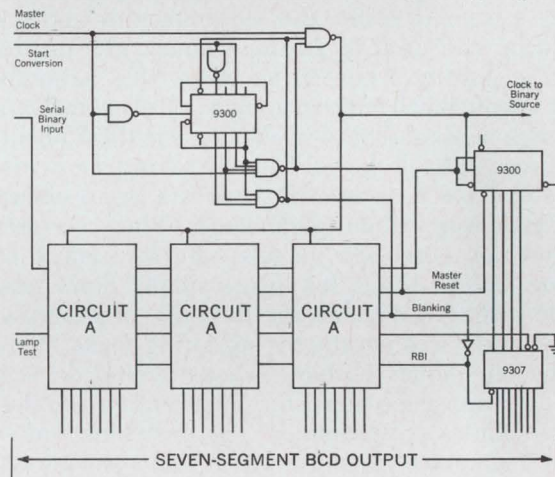 Master
Clock
Start
Conversion
Serial
Binary
Input
9300
Clock to
Binary
Source
9300
Master
Reset
CIRCUIT
A
CIRCUIT
A
CIRCUIT
A
Blanking
Lamp
Test
RBI
9307
SEVEN-SEGMENT BCD OUTPUT